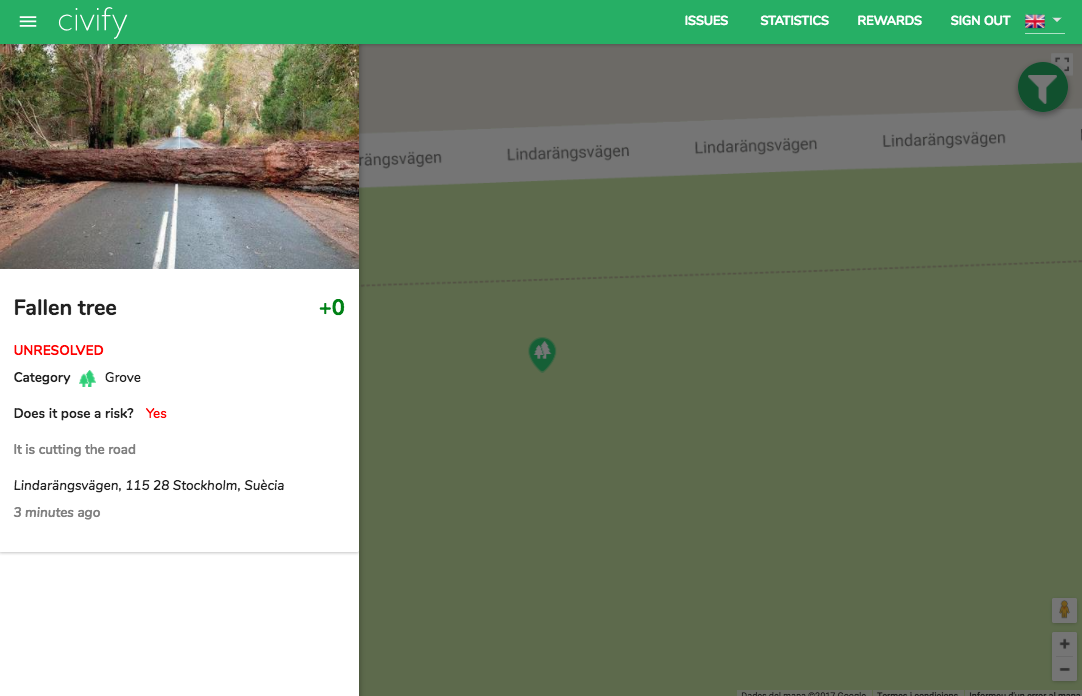 civify
ISSUES STATISTICS REWARDS SIGN OUT
rängsvägen Lindarängsvägen Lindarängsvägen Lindarängsvägen
Fallen tree +0
UNRESOLVED
Category Grove
Does it pose a risk? Yes
It is cutting the road
Lindarängsvägen, 115 28 Stockholm, Suècia
3 minutes ago
Dades del mapa ©2017 Google Termes i condicions Informeu d'un error al mapa